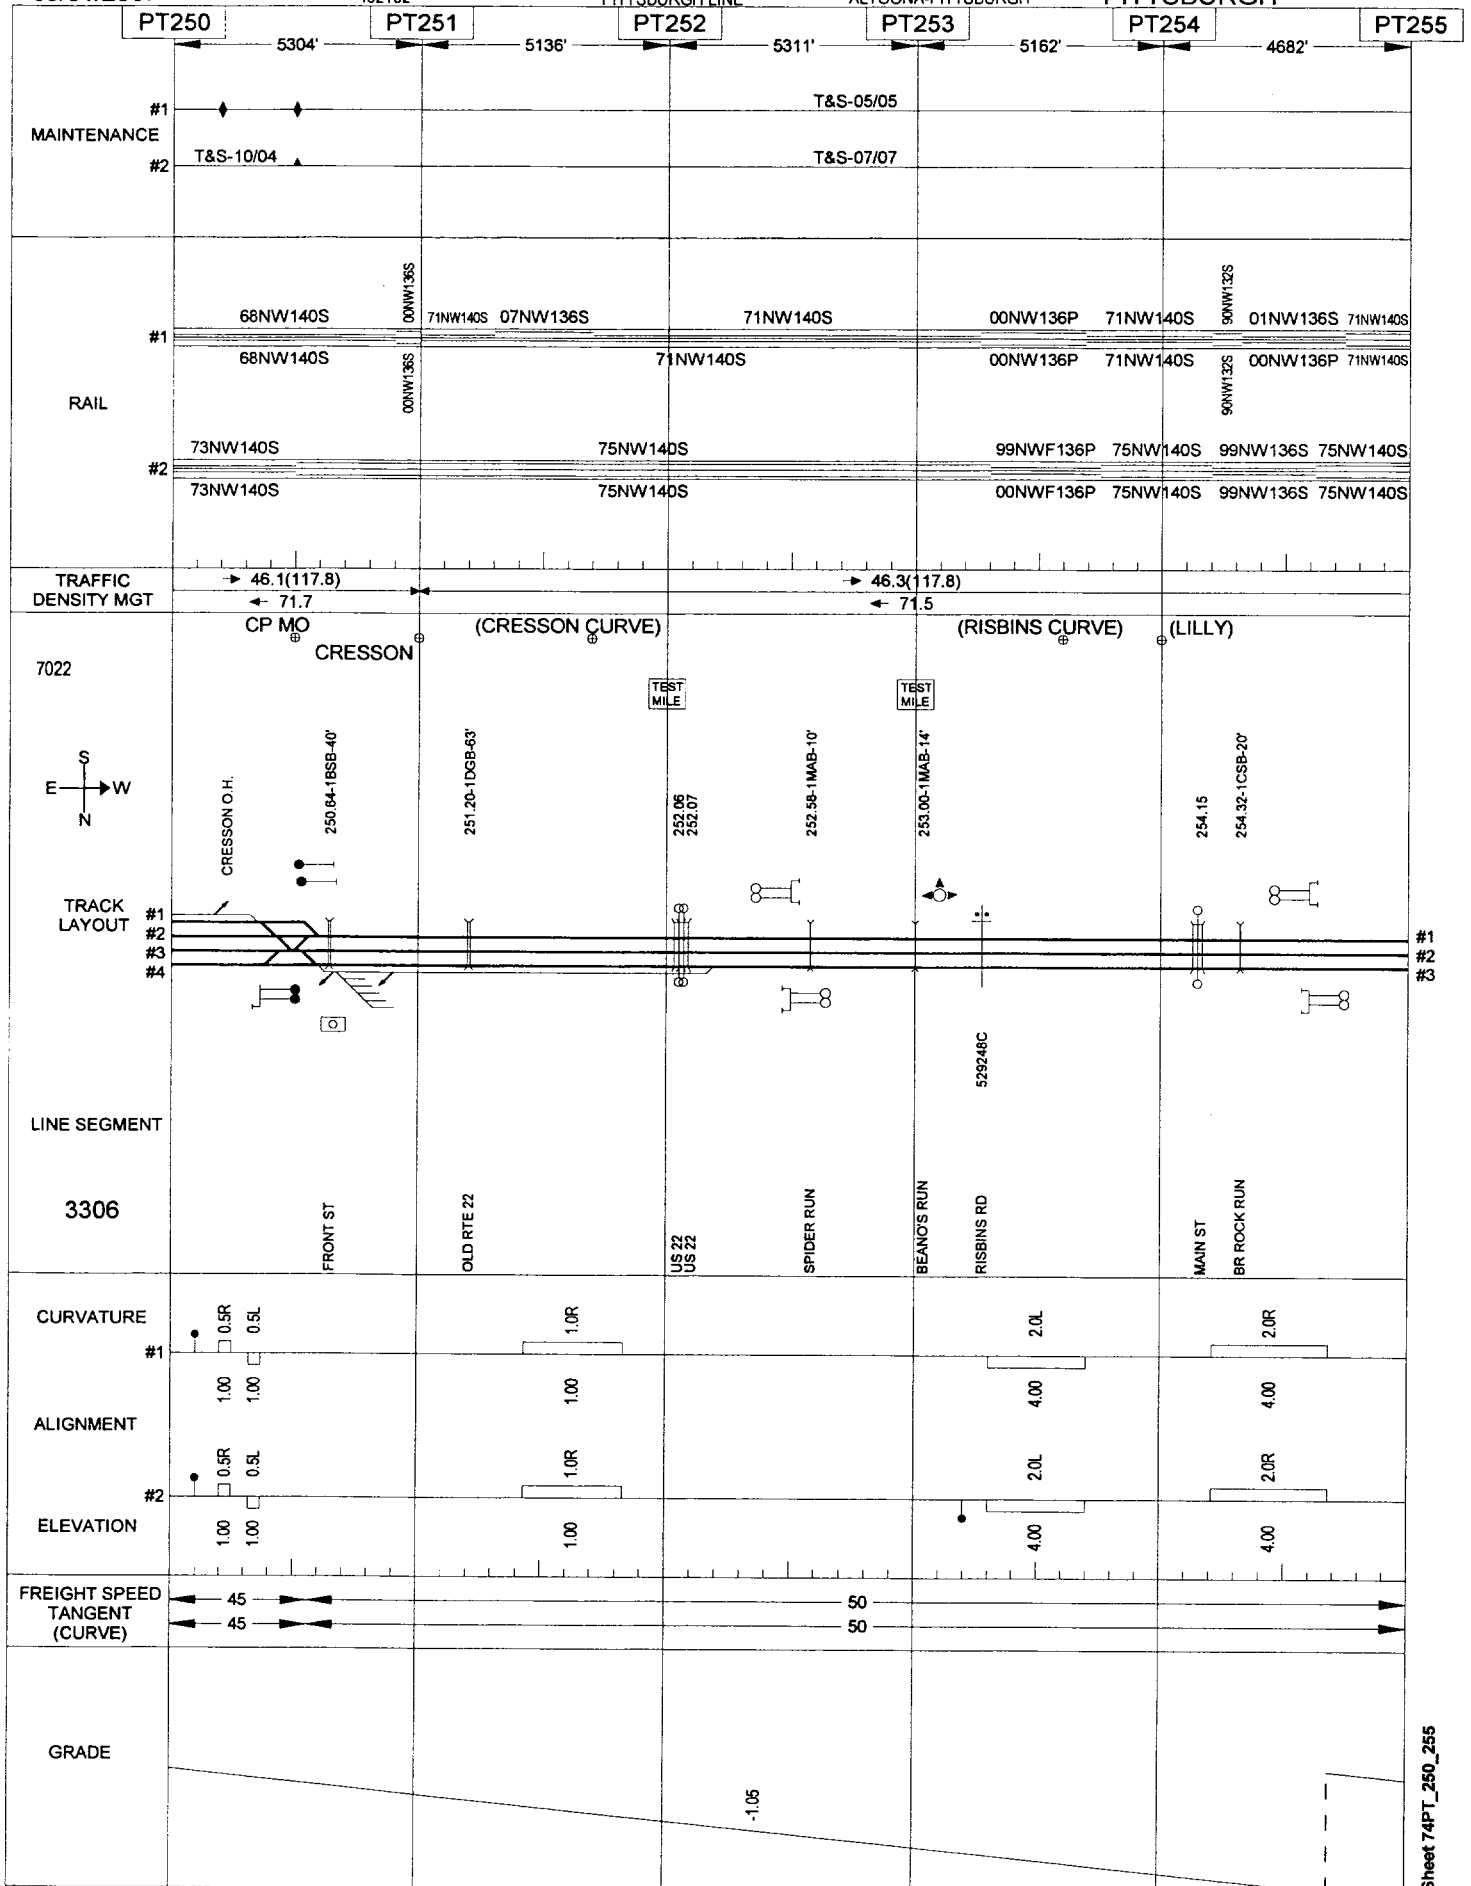 PITTSBURGH LINE
PITTSBURGH
PT250 PT251 PT252 PT253 PT254 PT255
5304' 5136' 5311' 5162' 4682'
#1 T&S-05/05
MAINTENANCE
#2 T&S-10/04 T&S-07/07
00NW136S 90NW132S
68NW140S 71NW140S 07NW136S 71NW140S 00NW136P 71NW140S 01NW136S 71NW140S
#1
68NW140S 71NW140S 00NW136P 71NW140S 00NW136P 71NW140S
00NW136S 90NW132S
RAIL
73NW140S 75NW140S 99NWF136P 75NW140S 99NW136S 75NW140S
#2
73NW140S 75NW140S 00NWF136P 75NW140S 99NW136S 75NW140S
TRAFFIC
DENSITY MGT
46.1(117.8) 46.3(117.8)
71.7 71.5
CP MO (CRESSON CURVE) (RISBINS CURVE) (LILLY)
CRESSON
7022
TEST
MILE
TEST
MILE
S
E W
N
CRESSON O.H.
250.64-1BSB-40'
251.20-1DGB-63'
252.06
252.07
252.58-1MAB-10'
253.00-1MAB-14'
254.15
254.32-1CSB-20'
TRACK
LAYOUT
#1
#2
#3
#4
#1
#2
#3
529248C
LINE SEGMENT
3306
FRONT ST
OLD RTE 22
US 22
US 22
SPIDER RUN
BEANO'S RUN
RISBINS RD
MAIN ST
BR ROCK RUN
CURVATURE
0.5R 0.5L 1.0R 2.0L 2.0R
#1
1.00 1.00 1.00 4.00 4.00
ALIGNMENT
0.5R 0.5L 1.0R 2.0L 2.0R
#2
ELEVATION
1.00 1.00 1.00 4.00 4.00
FREIGHT SPEED
TANGENT
(CURVE)
45 50
45 50
GRADE
-1.05
Sheet 74PT_250_255